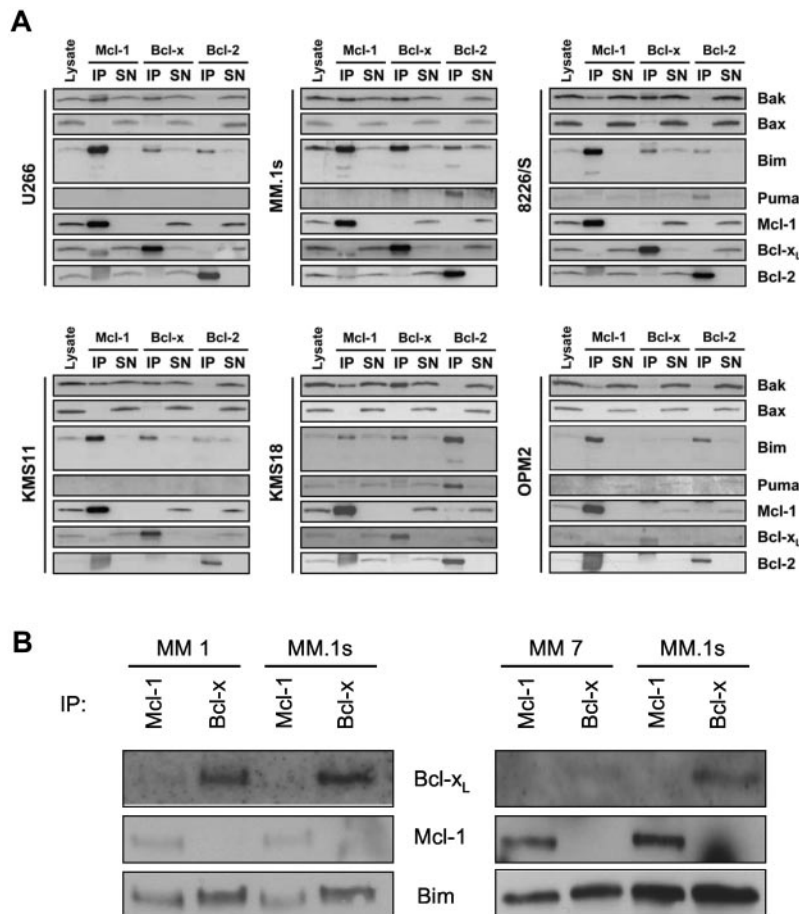 A
Lysate Mcl-1 Bcl-x Bcl-2
IP SN IP SN IP SN
U266
Lysate Mcl-1 Bcl-x Bcl-2
IP SN IP SN IP SN
MM.1s
Lysate Mcl-1 Bcl-x Bcl-2
IP SN IP SN IP SN
8226/S
Bak
Bax
Bim
Puma
Mcl-1
Bcl-xL
Bcl-2
Lysate Mcl-1 Bcl-x Bcl-2
IP SN IP SN IP SN
KMS11
Lysate Mcl-1 Bcl-x Bcl-2
IP SN IP SN IP SN
KMS18
Lysate Mcl-1 Bcl-x Bcl-2
IP SN IP SN IP SN
OPM2
Bak
Bax
Bim
Puma
Mcl-1
Bcl-xL
Bcl-2
B
MM 1 MM.1s MM 7 MM.1s
IP: Mcl-1 Bcl-x Mcl-1 Bcl-x Mcl-1 Bcl-x Mcl-1 Bcl-x
Bcl-xL
Mcl-1
Bim